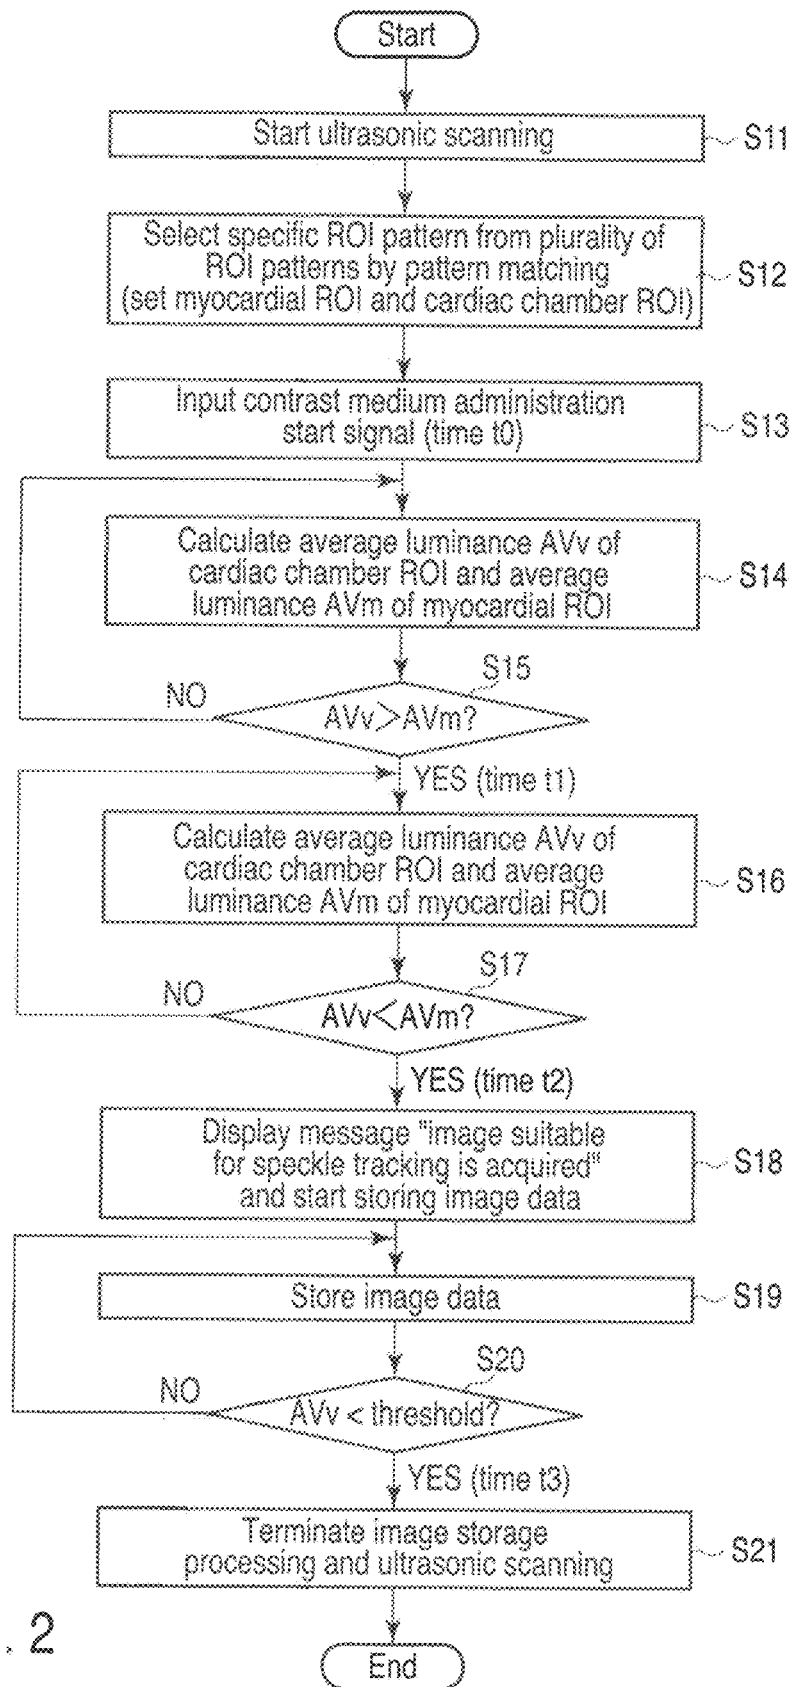 Start
Start ultrasonic scanning
S11
Select specific ROI pattern from plurality of
ROI patterns by pattern matching
(set myocardial ROI and cardiac chamber ROI)
S12
Input contrast medium administration
start signal (time t0)
S13
Calculate average luminance AVv of
cardiac chamber ROI and average
luminance AVm of myocardial ROI
S14
S15
NO
AVv>AVm?
YES (time t1)
Calculate average luminance AVv of
cardiac chamber ROI and average
luminance AVm of myocardial ROI
S16
S17
NO
AVv<AVm?
YES (time t2)
Display message "image suitable
for speckle tracking is acquired"
and start storing image data
S18
Store image data
S19
S20
NO
AVv < threshold?
YES (time t3)
Terminate image storage
processing and ultrasonic scanning
S21
. 2
End